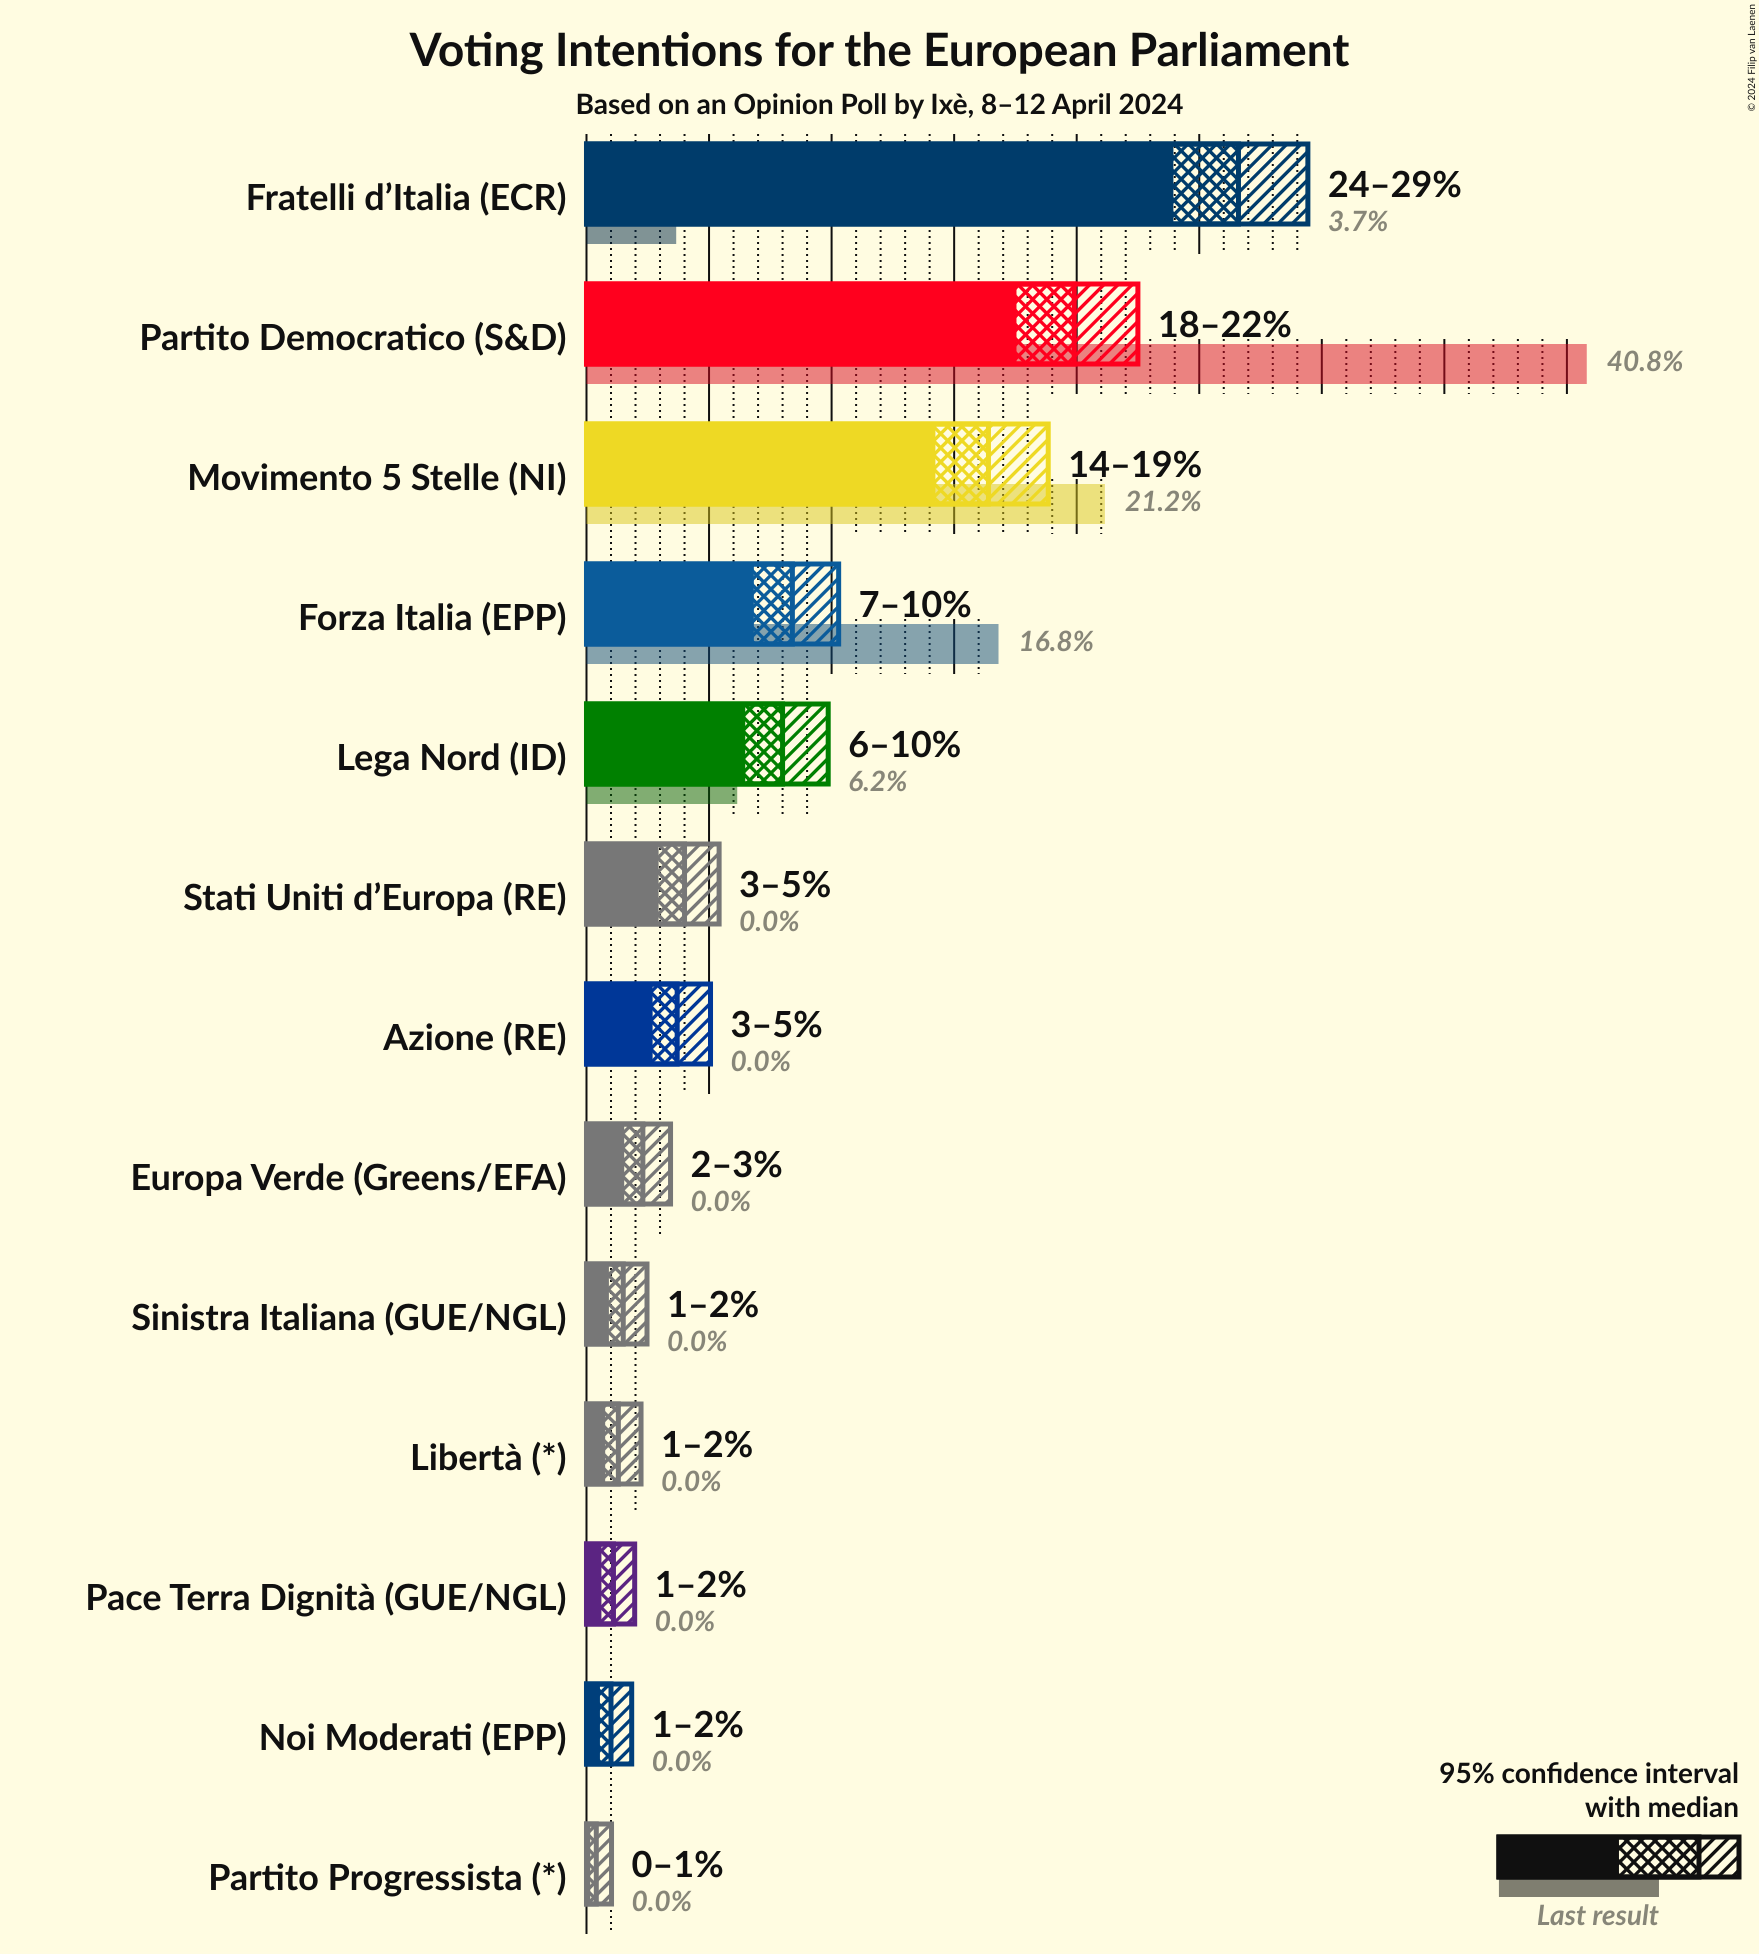 Voting Intentions for the European Parliament
Based on an Opinion Poll by Ixè, 8–12 April 2024
© 2024 Filip van Laenen
Fratelli d’Italia (ECR)
24–29%
3.7%
Partito Democratico (S&D)
18–22%
40.8%
Movimento 5 Stelle (NI)
14–19%
21.2%
Forza Italia (EPP)
7–10%
16.8%
Lega Nord (ID)
6–10%
6.2%
Stati Uniti d’Europa (RE)
3–5%
0.0%
Azione (RE)
3–5%
0.0%
Europa Verde (Greens/EFA)
2–3%
0.0%
Sinistra Italiana (GUE/NGL)
1–2%
0.0%
Libertà (*)
1–2%
0.0%
Pace Terra Dignità (GUE/NGL)
1–2%
0.0%
Noi Moderati (EPP)
1–2%
0.0%
Partito Progressista (*)
0–1%
0.0%
95% confidence interval
with median
Last result